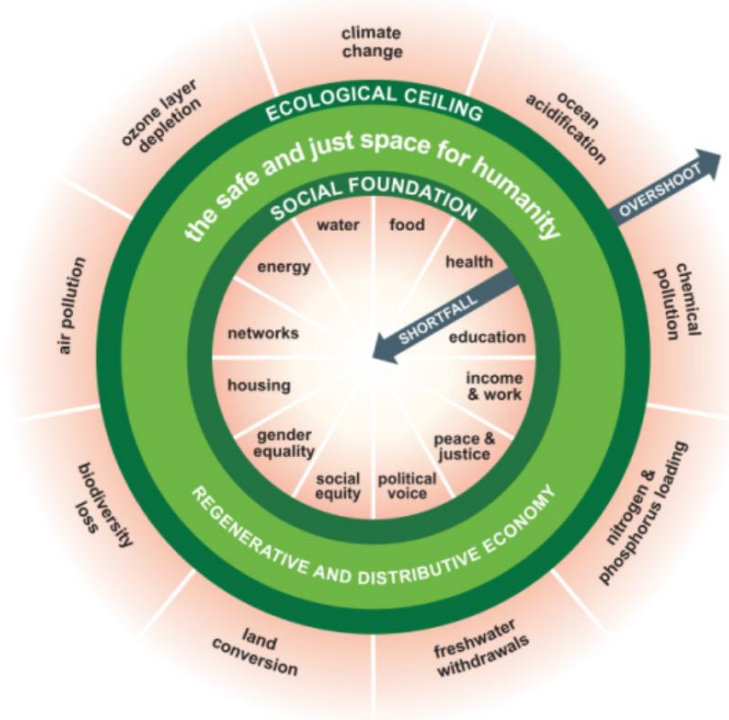 climate
change
ocean
acidification
chemical
pollution
nitrogen &
phosphorus loading
freshwater
withdrawals
land
conversion
biodiversity
loss
air pollution
ozone layer
depletion
ECOLOGICAL CEILING
the safe and just space for humanity
SOCIAL FOUNDATION
OVERSHOOT
SHORTFALL
water
food
health
education
income
& work
peace &
justice
political
voice
social
equity
gender
equality
housing
networks
energy
REGENERATIVE AND DISTRIBUTIVE ECONOMY